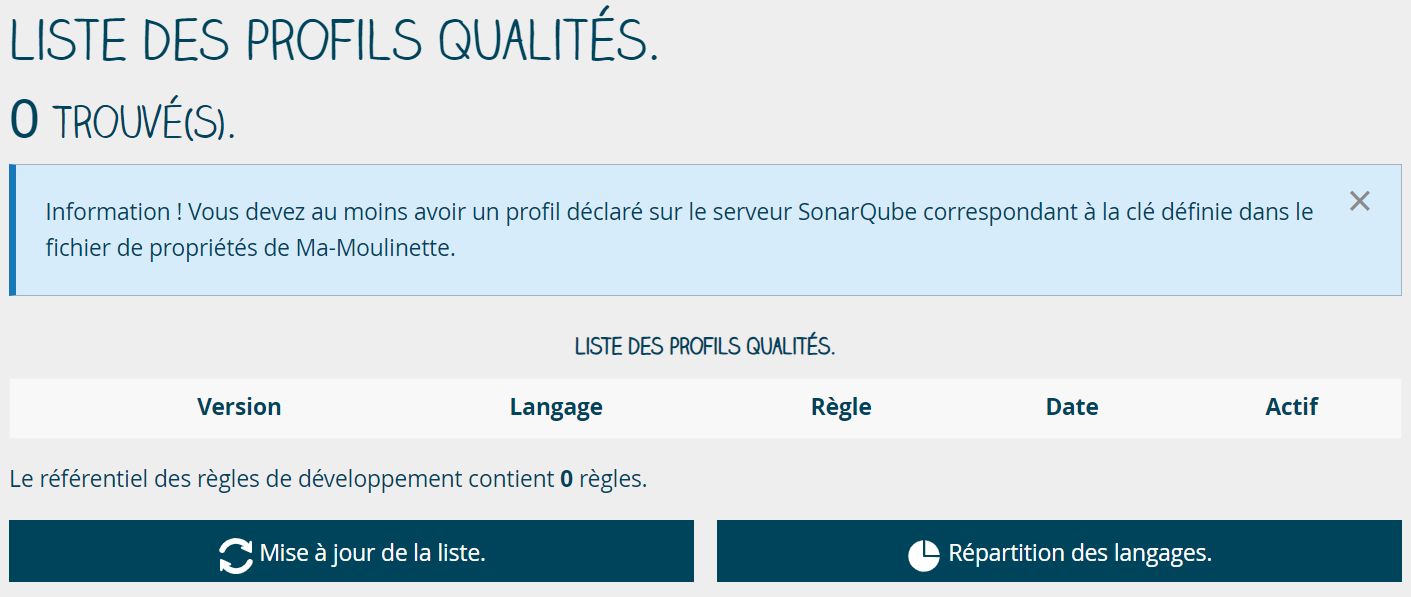 LISTE DES PROFILS QUALITÉS.
0 TROUVÉ(S).
Information ! Vous devez au moins avoir un profil déclaré sur le serveur SonarQube correspondant à la clé définie dans le
fichier de propriétés de Ma-Moulinette.
LISTE DES PROFILS QUALITÉS.
Version Langage Règle Date Actif
Le référentiel des règles de développement contient 0 règles.
Mise à jour de la liste. Répartition des langages.